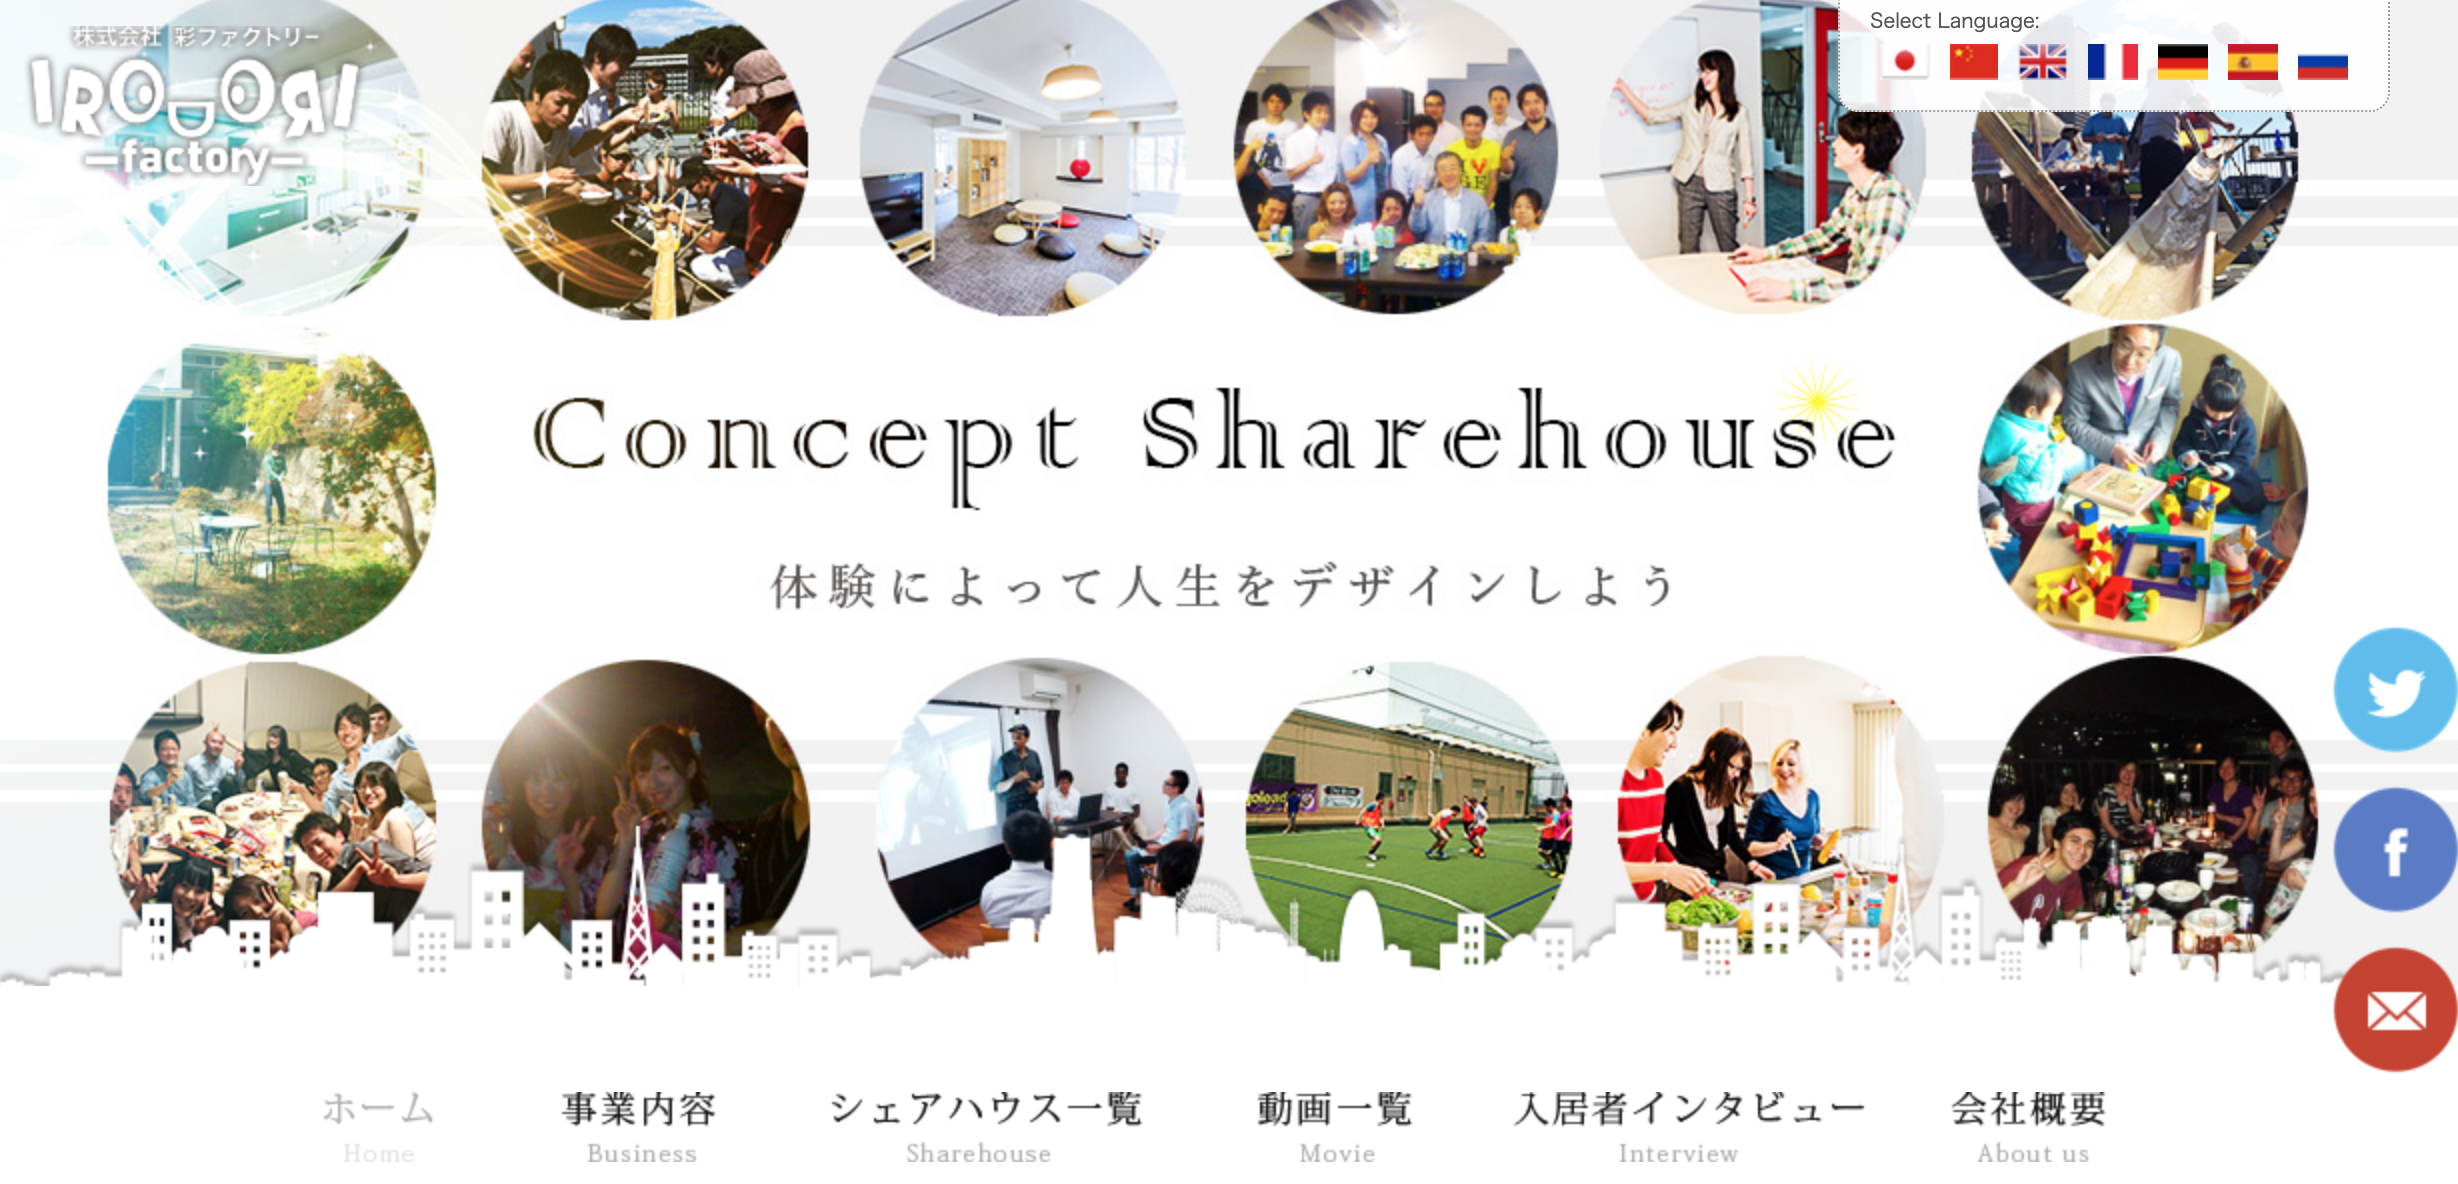 株式会社 彩ファクトリー
IRODORI
factory
Select Language:
Concept Sharehouse
体験によって人生をデザインしよう
ホーム
Home
事業内容
Business
シェアハウス一覧
Sharehouse
動画一覧
Movie
入居者インタビュー
Interview
会社概要
About us